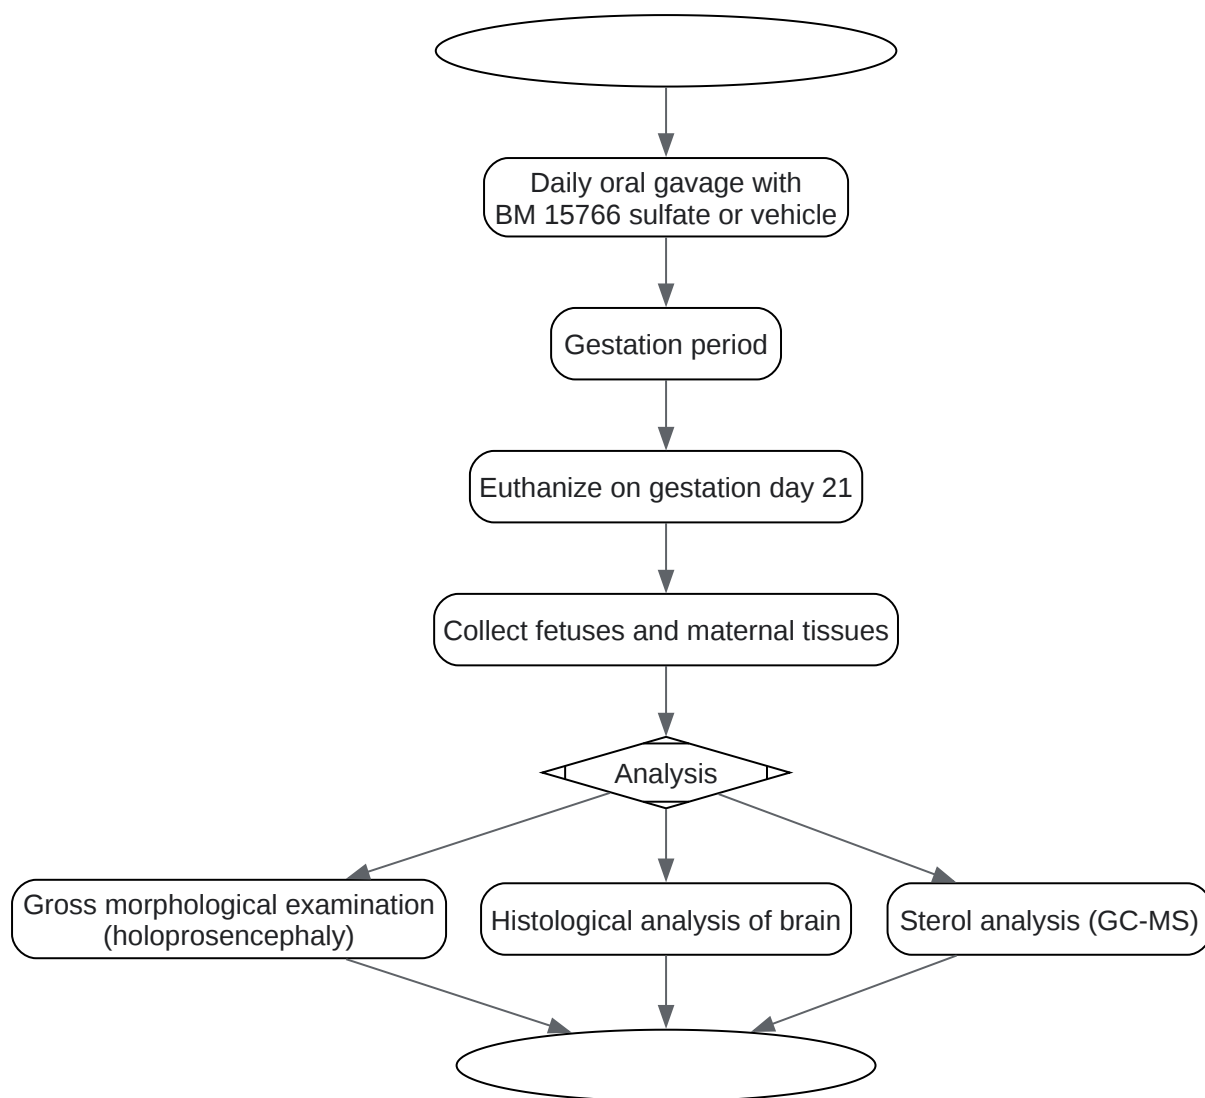 Daily oral gavage with
BM 15766 sulfate or vehicle
Gestation period
Euthanize on gestation day 21
Collect fetuses and maternal tissues
Analysis
Gross morphological examination
(holoprosencephaly)
Histological analysis of brain
Sterol analysis (GC-MS)